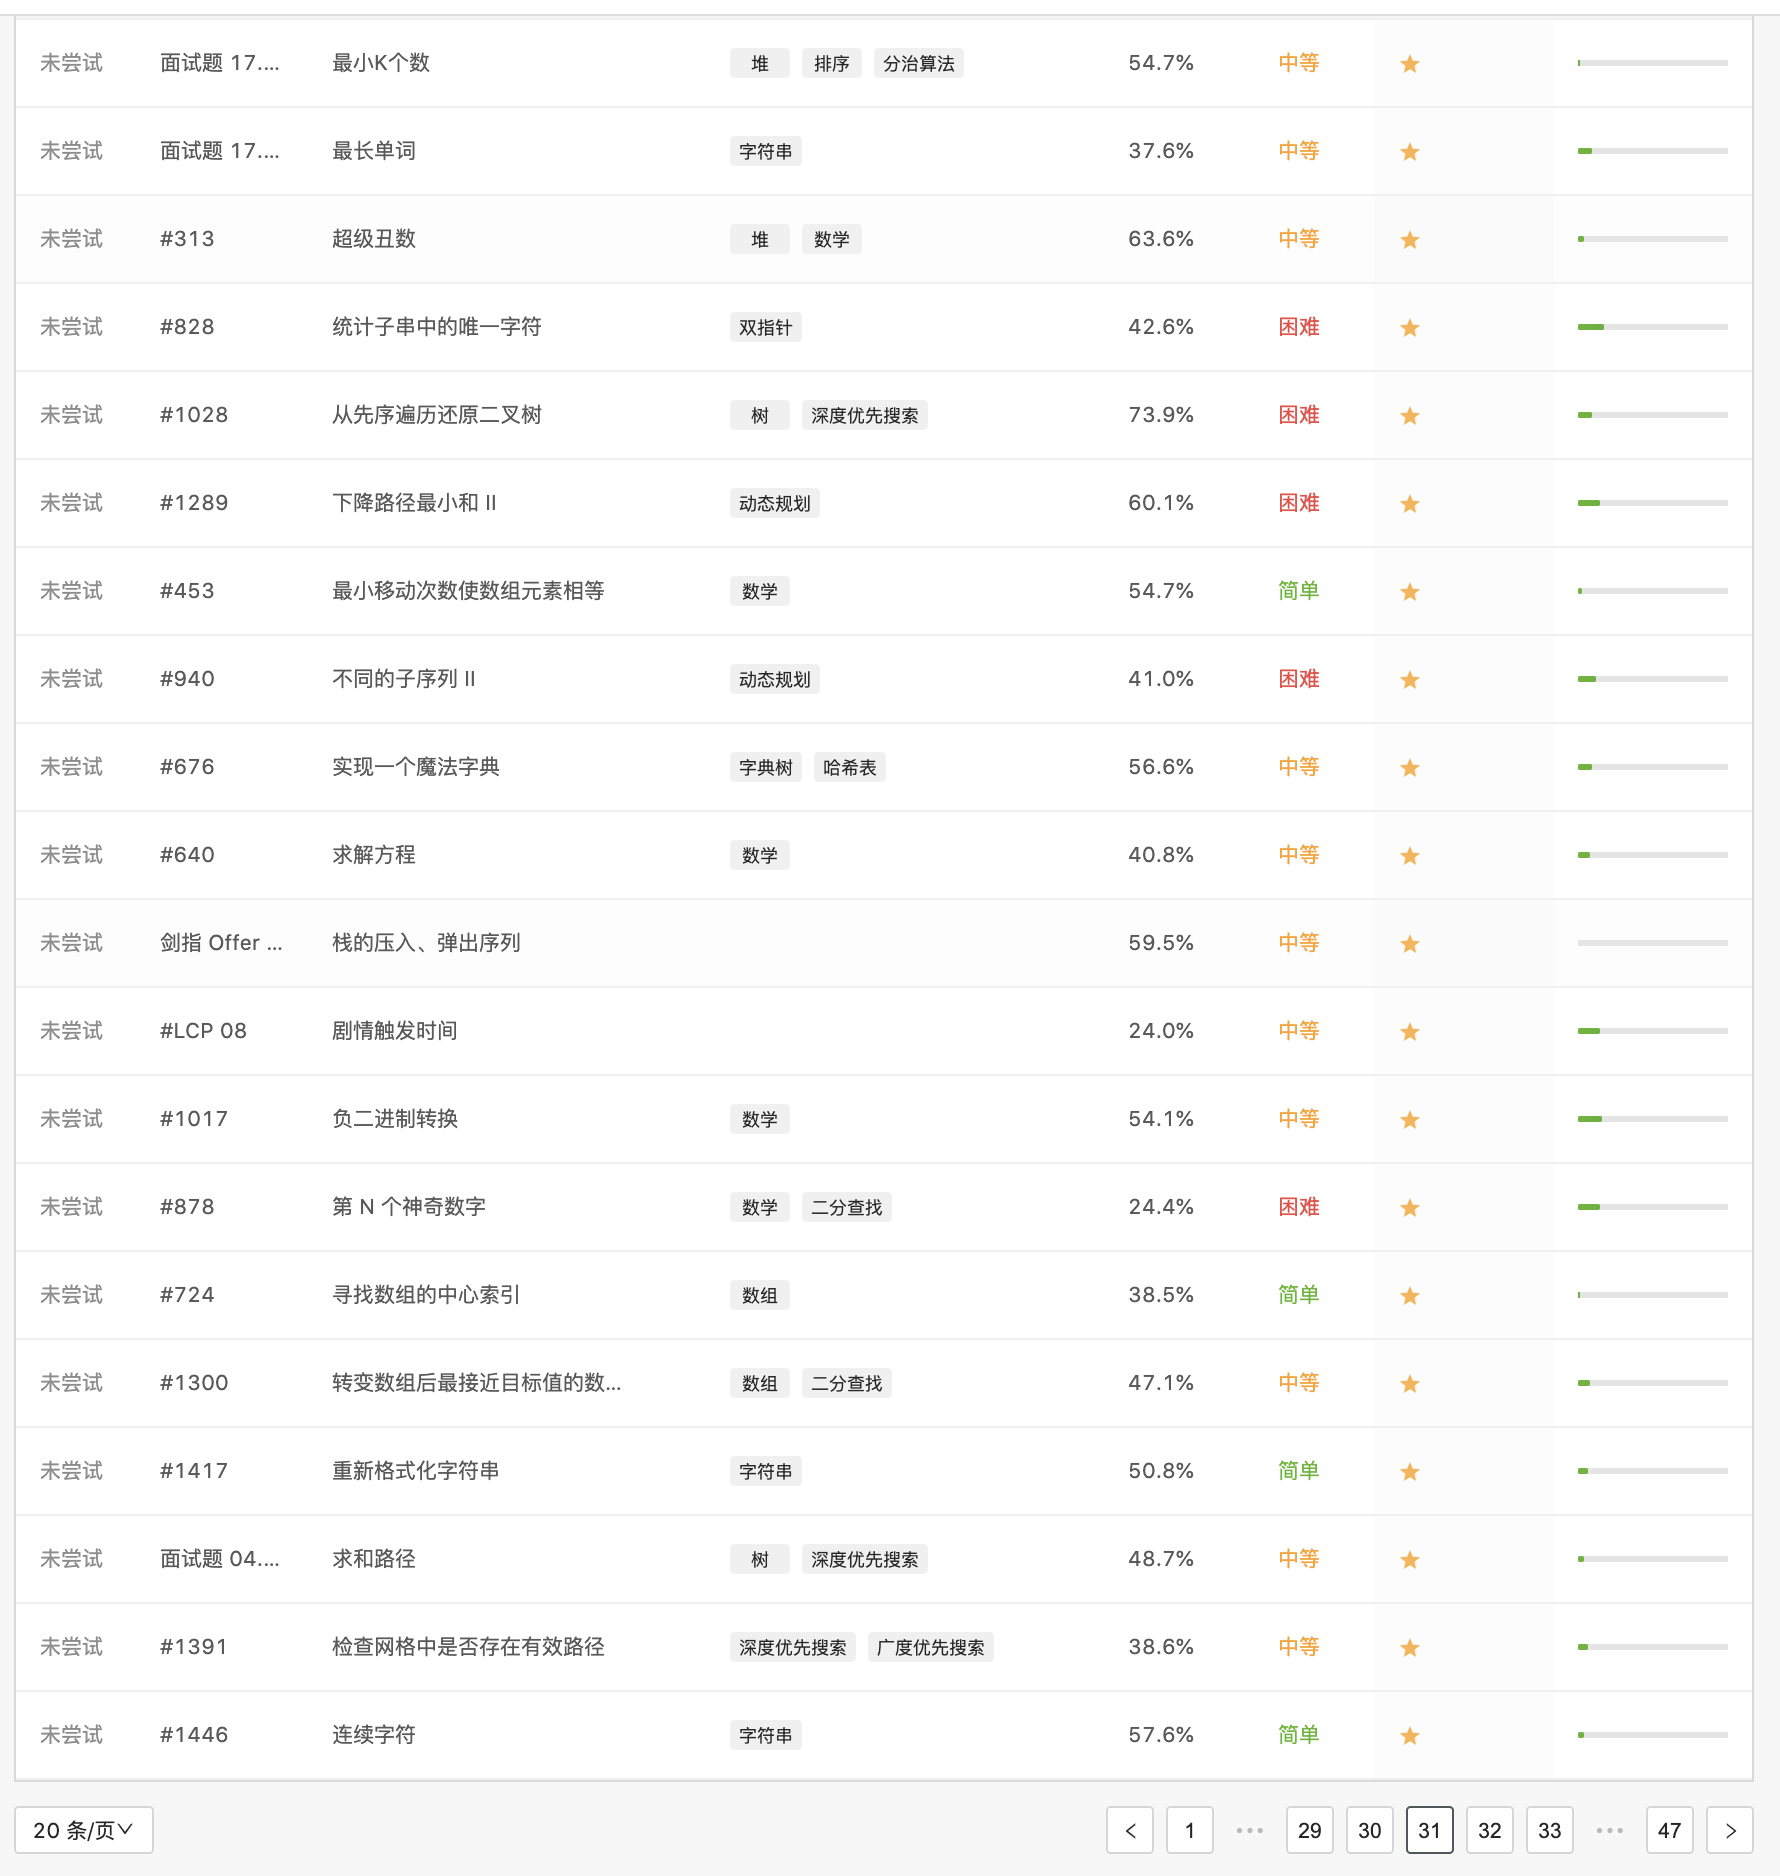 未尝试 面试题 17.... 最小K个数 堆 排序 分治算法 54.7% 中等
未尝试 面试题 17.... 最长单词 字符串 37.6% 中等
未尝试 #313 超级丑数 堆 数学 63.6% 中等
未尝试 #828 统计子串中的唯一字符 双指针 42.6% 困难
未尝试 #1028 从先序遍历还原二叉树 树 深度优先搜索 73.9% 困难
未尝试 #1289 下降路径最小和 II 动态规划 60.1% 困难
未尝试 #453 最小移动次数使数组元素相等 数学 54.7% 简单
未尝试 #940 不同的子序列 II 动态规划 41.0% 困难
未尝试 #676 实现一个魔法字典 字典树 哈希表 56.6% 中等
未尝试 #640 求解方程 数学 40.8% 中等
未尝试 剑指 Offer ... 栈的压入、弹出序列 59.5% 中等
未尝试 #LCP 08 剧情触发时间 24.0% 中等
未尝试 #1017 负二进制转换 数学 54.1% 中等
未尝试 #878 第 N 个神奇数字 数学 二分查找 24.4% 困难
未尝试 #724 寻找数组的中心索引 数组 38.5% 简单
未尝试 #1300 转变数组后最接近目标值的数... 数组 二分查找 47.1% 中等
未尝试 #1417 重新格式化字符串 字符串 50.8% 简单
未尝试 面试题 04.... 求和路径 树 深度优先搜索 48.7% 中等
未尝试 #1391 检查网格中是否存在有效路径 深度优先搜索 广度优先搜索 38.6% 中等
未尝试 #1446 连续字符 字符串 57.6% 简单
20 条/页 < 1 ••• 29 30 31 32 33 ••• 47 >